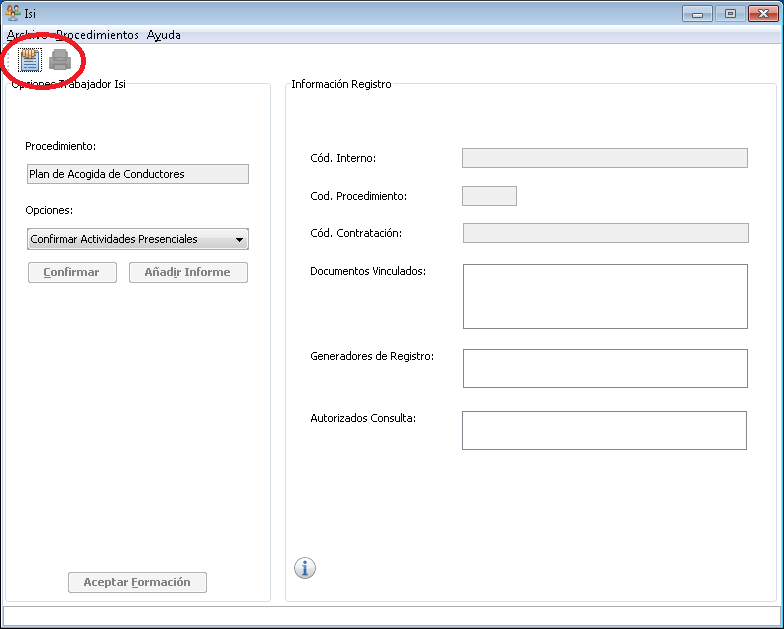 Isi
Archivo Procedimientos Ayuda
Opciones Trabajador Isi
Procedimiento:
Plan de Acogida de Conductores
Opciones:
Confirmar Actividades Presenciales
Confirmar Añadir Informe
Aceptar Formación
Información Registro
Cód. Interno:
Cod. Procedimiento:
Cód. Contratación:
Documentos Vinculados:
Generadores de Registro:
Autorizados Consulta: